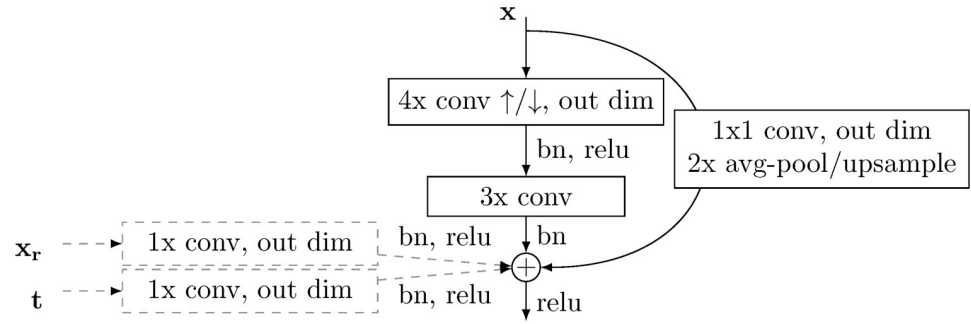 x
4x conv ↑/↓, out dim
1x1 conv, out dim
2x avg-pool/upsample
bn, relu
3x conv
x_r
1x conv, out dim
bn, relu
bn
+
t
1x conv, out dim
bn, relu
relu